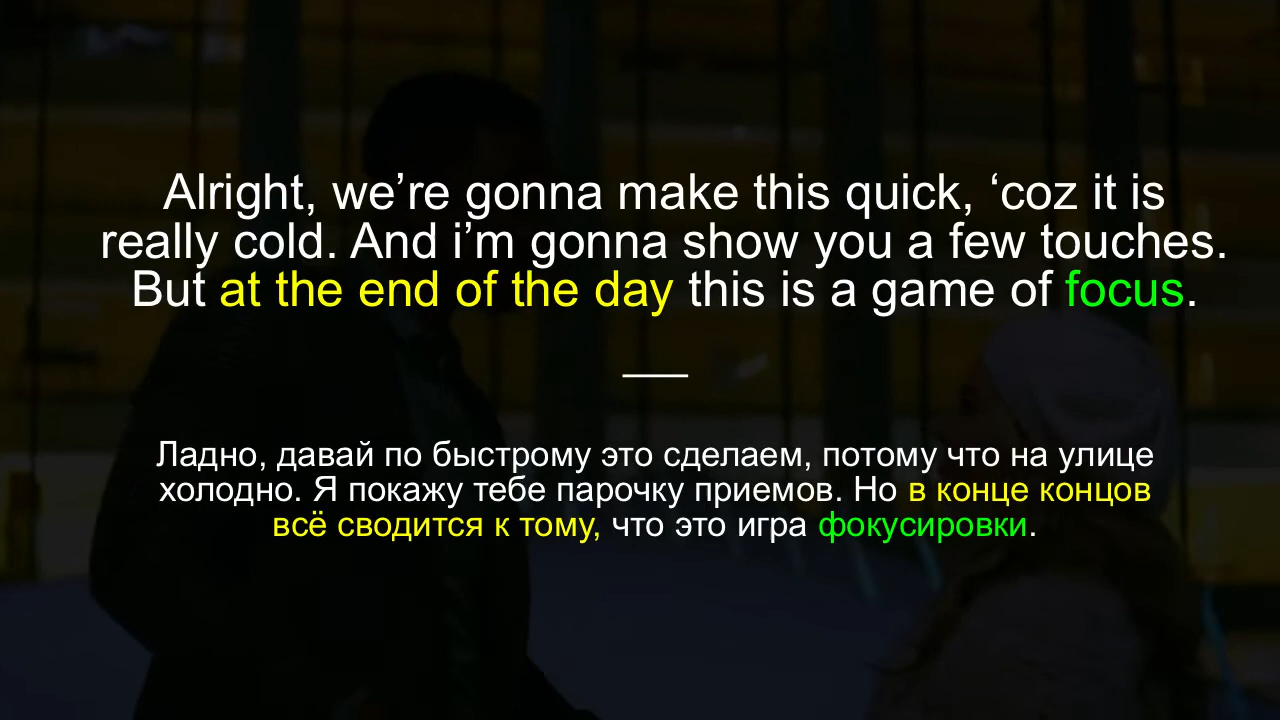 Alright, we’re gonna make this quick, ‘coz it is
really cold. And i’m gonna show you a few touches.
But at the end of the day this is a game of focus.
Ладно, давай по быстрому это сделаем, потому что на улице
холодно. Я покажу тебе парочку приемов. Но в конце концов
всё сводится к тому, что это игра фокусировки.